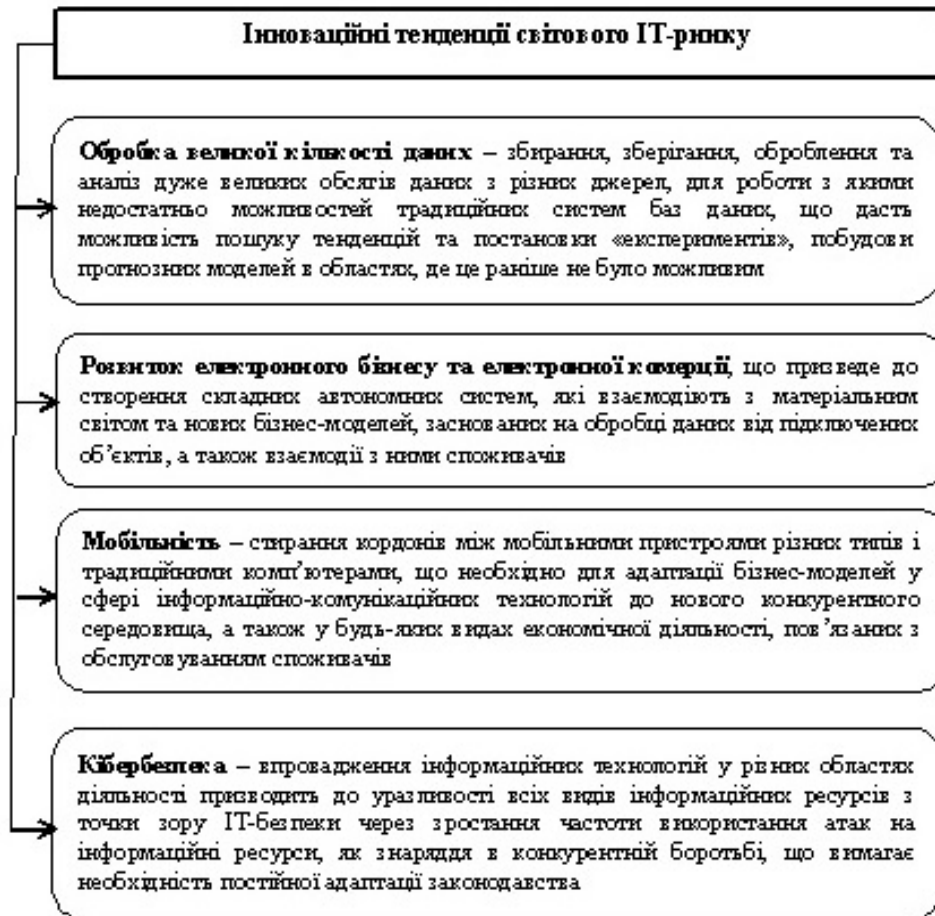 Інноваційні тенденції світового ІТ-ринку
Обробка великої кількості даних – збирання, зберігання, оброблення та
аналіз дуже великих обсягів даних з різних джерел, для роботи з якими
недостатньо можливостей традиційних систем баз даних, що дасть
можливість пошуку тенденцій та постановки «експериментів», побудови
прогнозних моделей в областях, де це раніше не було можливим
Розвиток електронного бізнесу та електронної комерції, що призведе до
створення складних автономних систем, які взаємодіють з матеріальним
світом та нових бізнес-моделей, заснованих на обробці даних від підключених
об’єктів, а також взаємодії з ними споживачів
Мобільність – стирання кордонів між мобільними пристроями різних типів і
традиційними комп’ютерами, що необхідно для адаптації бізнес-моделей у
сфері інформаційно-комунікаційних технологій до нового конкурентного
середовища, а також у будь-яких видах економічної діяльності, пов’язаних з
обслуговуванням споживачів
Кібербезпека – впровадження інформаційних технологій у різних областях
діяльності призводить до уразливості всіх видів інформаційних ресурсів з
точки зору ІТ-безпеки через зростання частоти використання атак на
інформаційні ресурси, як знаряддя в конкурентній боротьбі, що вимагає
необхідність постійної адаптації законодавства